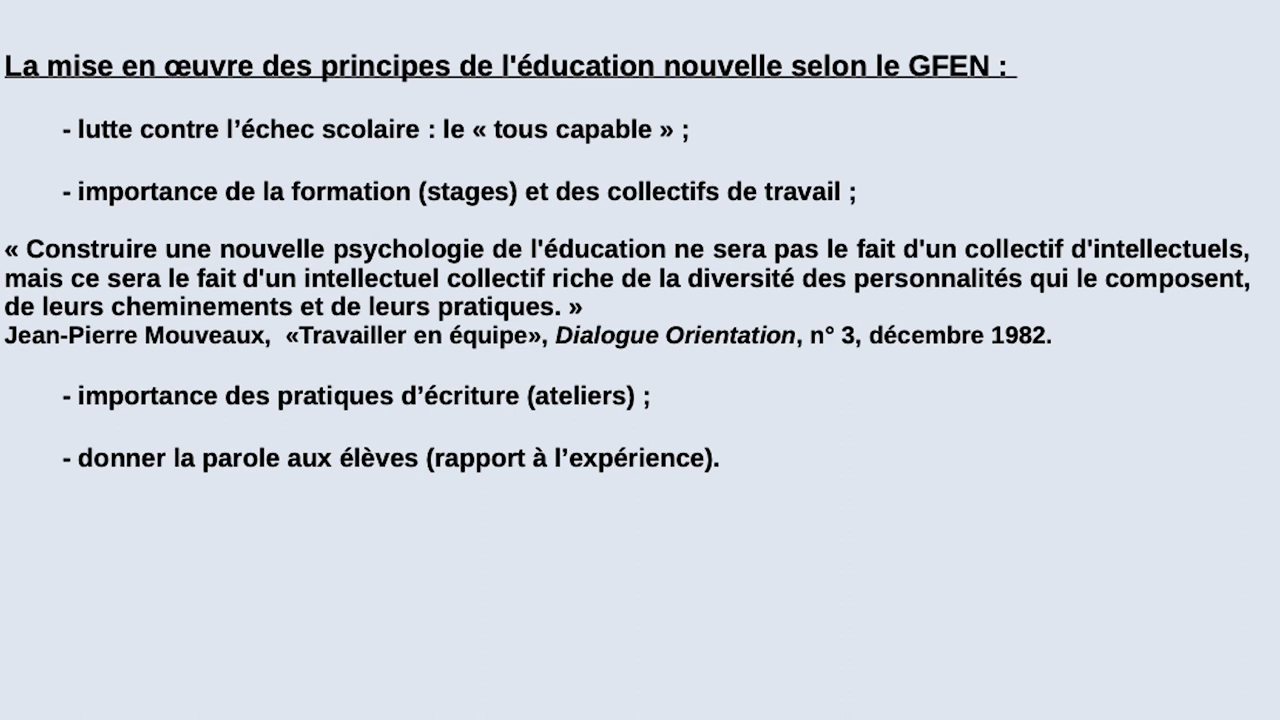 La mise en œuvre des principes de l'éducation nouvelle selon le GFEN :
- lutte contre l’échec scolaire : le « tous capable » ;
- importance de la formation (stages) et des collectifs de travail ;
« Construire une nouvelle psychologie de l'éducation ne sera pas le fait d'un collectif d'intellectuels,
mais ce sera le fait d'un intellectuel collectif riche de la diversité des personnalités qui le composent,
de leurs cheminements et de leurs pratiques. »
Jean-Pierre Mouveaux,  «Travailler en équipe», Dialogue Orientation, n° 3, décembre 1982.
- importance des pratiques d’écriture (ateliers) ;
- donner la parole aux élèves (rapport à l’expérience).